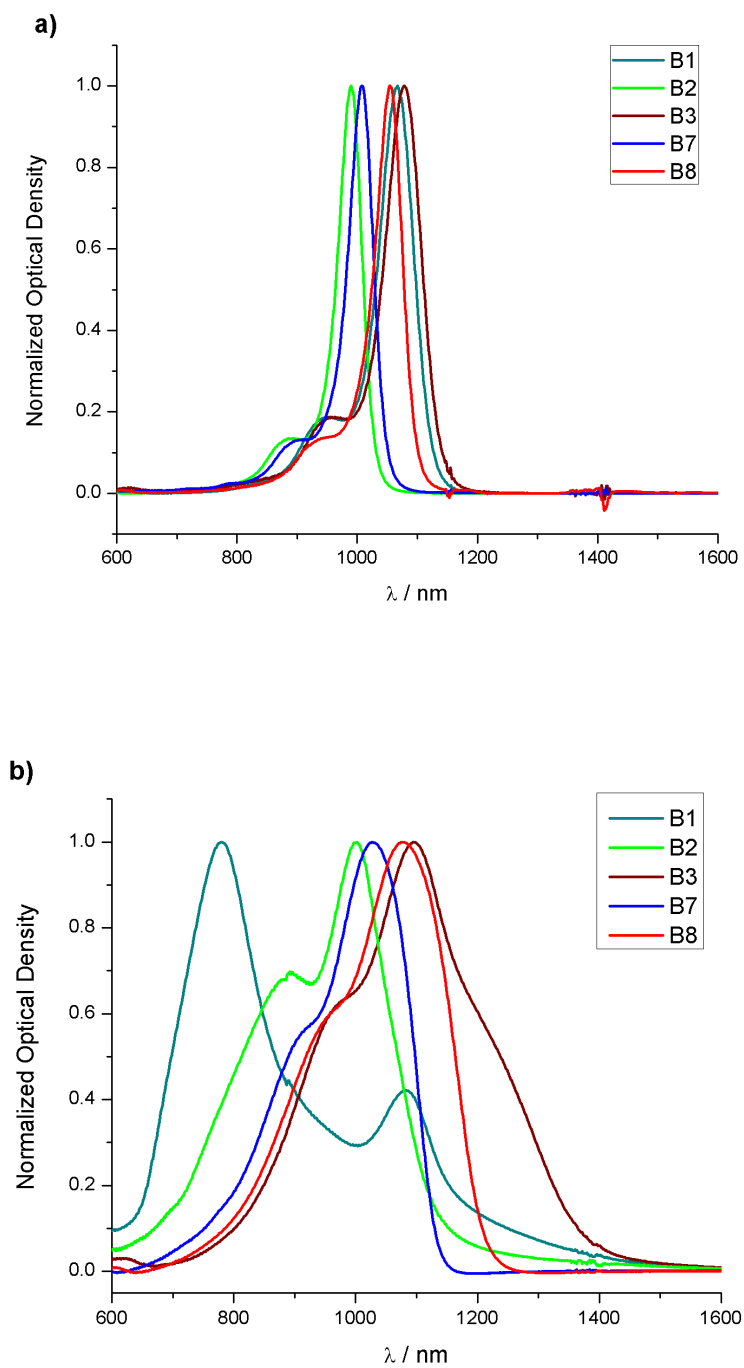 a)
B1
B2
B3
B7
B8
1.0
0.8
0.6
0.4
0.2
0.0
Normalized Optical Density
600 800 1000 1200 1400 1600
λ / nm
b)
B1
B2
B3
B7
B8
1.0
0.8
0.6
0.4
0.2
0.0
Normalized Optical Density
600 800 1000 1200 1400 1600
λ / nm